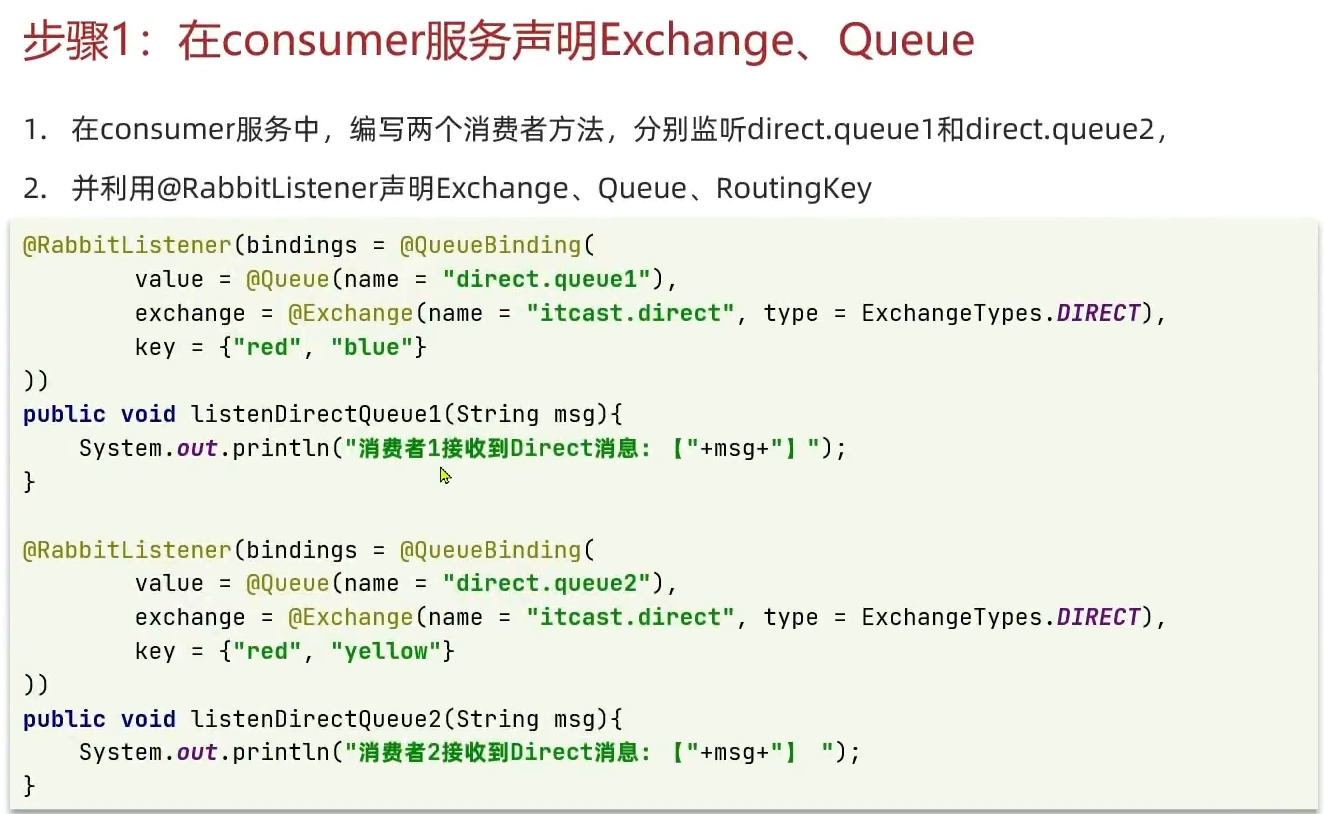 步骤1：在consumer服务声明Exchange、Queue
1. 在consumer服务中，编写两个消费者方法，分别监听direct.queue1和direct.queue2，
2. 并利用@RabbitListener声明Exchange、Queue、RoutingKey
@RabbitListener(bindings = @QueueBinding(
        value = @Queue(name = "direct.queue1"),
        exchange = @Exchange(name = "itcast.direct", type = ExchangeTypes.DIRECT),
        key = {"red", "blue"}
))
public void listenDirectQueue1(String msg){
    System.out.println("消费者1接收到Direct消息：【"+msg+"】");
}
@RabbitListener(bindings = @QueueBinding(
        value = @Queue(name = "direct.queue2"),
        exchange = @Exchange(name = "itcast.direct", type = ExchangeTypes.DIRECT),
        key = {"red", "yellow"}
))
public void listenDirectQueue2(String msg){
    System.out.println("消费者2接收到Direct消息：【"+msg+"】 ");
}